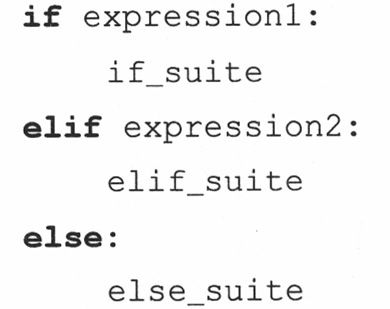 if expression1:
if_suite
elif expression2:
elif_suite
else:
else_suite